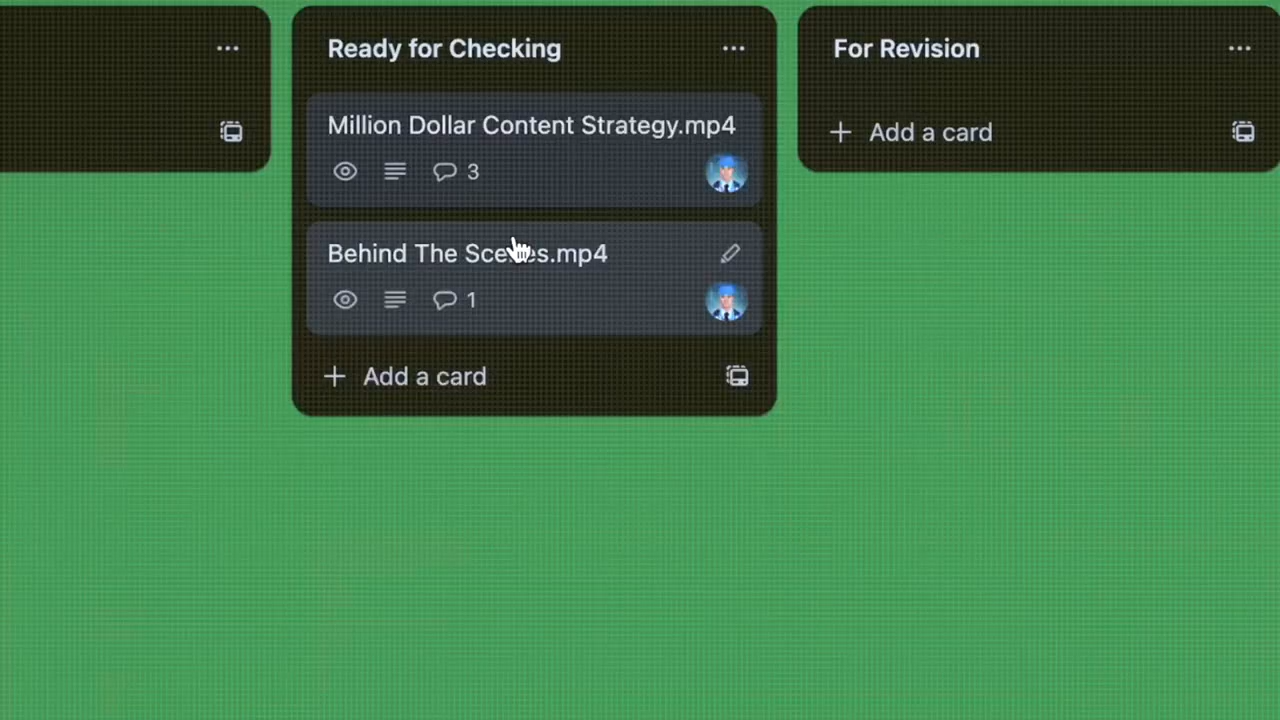 Ready for Checking
Million Dollar Content Strategy.mp4
3
Behind The Scenes.mp4
1
+ Add a card
For Revision
+ Add a card